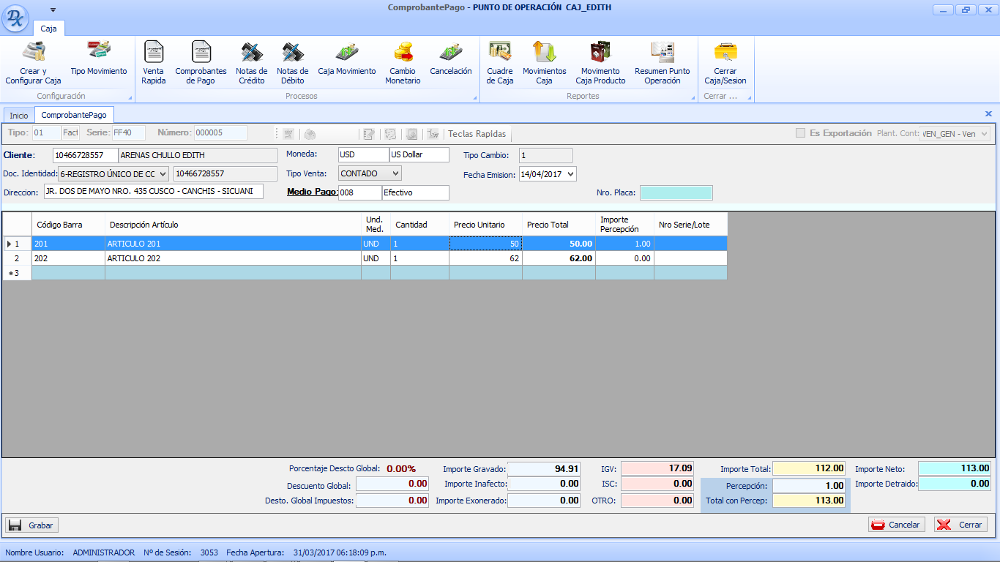 ComprobantePago - PUNTO DE OPERACIÓN CAJ_EDITH
Caja
Crear y Configurar Caja
Tipo Movimiento
Venta Rapida
Comprobantes de Pago
Notas de Crédito
Notas de Débito
Caja Movimiento
Cambio Monetario
Cancelación
Cuadre de Caja
Movimientos Caja
Movimento Caja Producto
Resumen Punto Operación
Cerrar Caja/Sesion
Configuración
Procesos
Reportes
Cerrar ...
Inicio
ComprobantePago
Tipo: 01 Fact Serie: FF40 Número: 000005 Teclas Rapidas Es Exportación Plant. Cont: VEN_GEN - Ven
Cliente: 10466728557 ARENAS CHULLO EDITH Moneda: USD US Dollar Tipo Cambio: 1
Doc. Identidad: 6-REGISTRO ÚNICO DE CC 10466728557 Tipo Venta: CONTADO Fecha Emision: 14/04/2017
Direccion: JR. DOS DE MAYO NRO. 435 CUSCO - CANCHIS - SICUANI Medio Pago: 008 Efectivo Nro. Placa:
Código Barra Descripción Artículo Und. Med. Cantidad Precio Unitario Precio Total Importe Percepción Nro Serie/Lote
1 201 ARTICULO 201 UND 1 50 50.00 1.00
2 202 ARTICULO 202 UND 1 62 62.00 0.00
*3
Porcentaje Descto Global: 0.00% Importe Gravado: 94.91 IGV: 17.09 Importe Total: 112.00 Importe Neto: 113.00
Descuento Global: 0.00 Importe Inafecto: 0.00 ISC: 0.00 Percepción: 1.00 Importe Detraido: 0.00
Desto. Global Impuestos: 0.00 Importe Exonerado: 0.00 OTRO: 0.00 Total con Percep: 113.00
Grabar Cancelar Cerrar
Nombre Usuario: ADMINISTRADOR Nº de Sesión: 3053 Fecha Apertura: 31/03/2017 06:18:09 p.m.